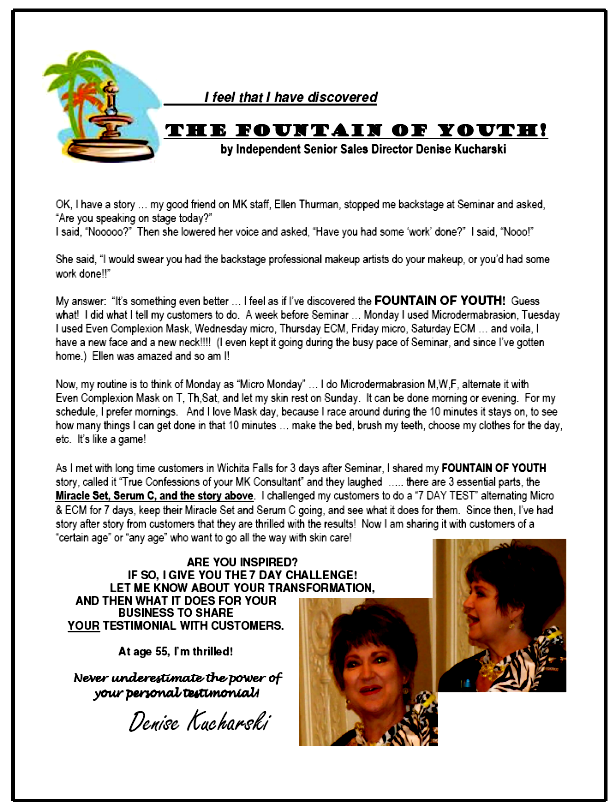 I feel that I have discovered
THE FOUNTAIN OF YOUTH!
by Independent Senior Sales Director Denise Kucharski
OK, I have a story … my good friend on MK staff, Ellen Thurman, stopped me backstage at Seminar and asked,
“Are you speaking on stage today?”
I said, “Nooooo?”  Then she lowered her voice and asked, “Have you had some ‘work’ done?”  I said, “Nooo!”
She said, “I would swear you had the backstage professional makeup artists do your makeup, or you’d had some
work done!!”
My answer:  “It’s something even better … I feel as if I’ve discovered the FOUNTAIN OF YOUTH!  Guess
what!  I did what I tell my customers to do.  A week before Seminar … Monday I used Microdermabrasion, Tuesday
I used Even Complexion Mask, Wednesday micro, Thursday ECM, Friday micro, Saturday ECM … and voila, I
have a new face and a new neck!!!!  (I even kept it going during the busy pace of Seminar, and since I’ve gotten
home.)  Ellen was amazed and so am I!
Now, my routine is to think of Monday as “Micro Monday” … I do Microdermabrasion M,W,F, alternate it with
Even Complexion Mask on T, Th,Sat, and let my skin rest on Sunday.  It can be done morning or evening.  For my
schedule, I prefer mornings.   And I love Mask day, because I race around during the 10 minutes it stays on, to see
how many things I can get done in that 10 minutes … make the bed, brush my teeth, choose my clothes for the day,
etc.  It’s like a game!
As I met with long time customers in Wichita Falls for 3 days after Seminar, I shared my FOUNTAIN OF YOUTH
story, called it “True Confessions of your MK Consultant” and they laughed  ….. there are 3 essential parts, the
Miracle Set, Serum C, and the story above.  I challenged my customers to do a “7 DAY TEST” alternating Micro
& ECM for 7 days, keep their Miracle Set and Serum C going, and see what it does for them.  Since then, I’ve had
story after story from customers that they are thrilled with the results!  Now I am sharing it with customers of a
“certain age” or “any age” who want to go all the way with skin care!
ARE YOU INSPIRED?
IF SO, I GIVE YOU THE 7 DAY CHALLENGE!
LET ME KNOW ABOUT YOUR TRANSFORMATION,
AND THEN WHAT IT DOES FOR YOUR
BUSINESS TO SHARE
YOUR TESTIMONIAL WITH CUSTOMERS.
At age 55, I’m thrilled!
Never underestimate the power of
your personal testimonial!
Denise Kucharski